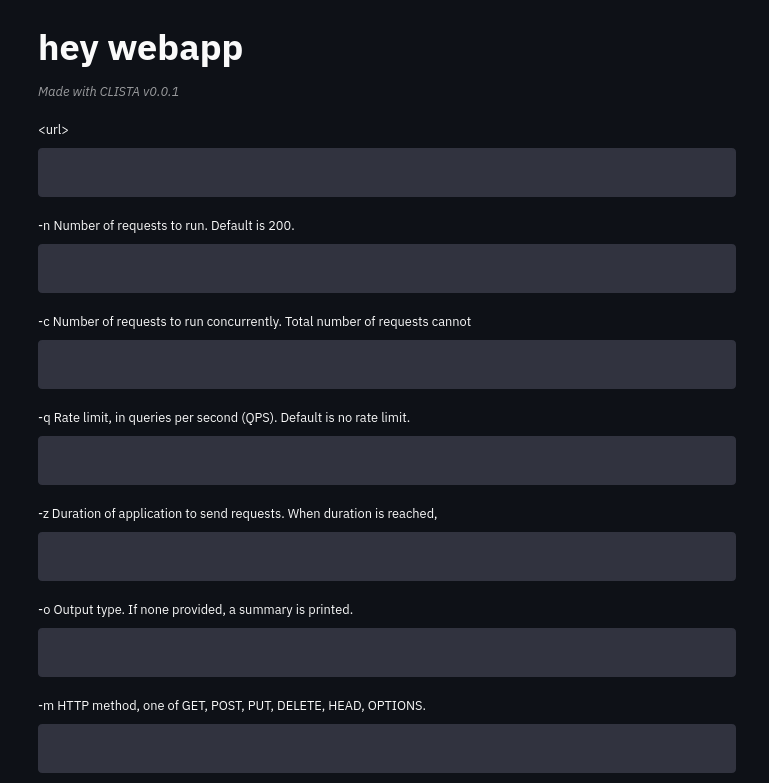 hey webapp
Made with CLISTA v0.0.1
<url>
-n Number of requests to run. Default is 200.
-c Number of requests to run concurrently. Total number of requests cannot
-q Rate limit, in queries per second (QPS). Default is no rate limit.
-z Duration of application to send requests. When duration is reached,
-o Output type. If none provided, a summary is printed.
-m HTTP method, one of GET, POST, PUT, DELETE, HEAD, OPTIONS.